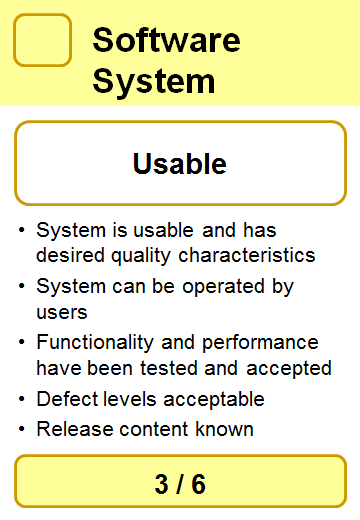 Software
System
Usable
• System is usable and has
desired quality characteristics
• System can be operated by
users
• Functionality and performance
have been tested and accepted
• Defect levels acceptable
• Release content known
3 / 6